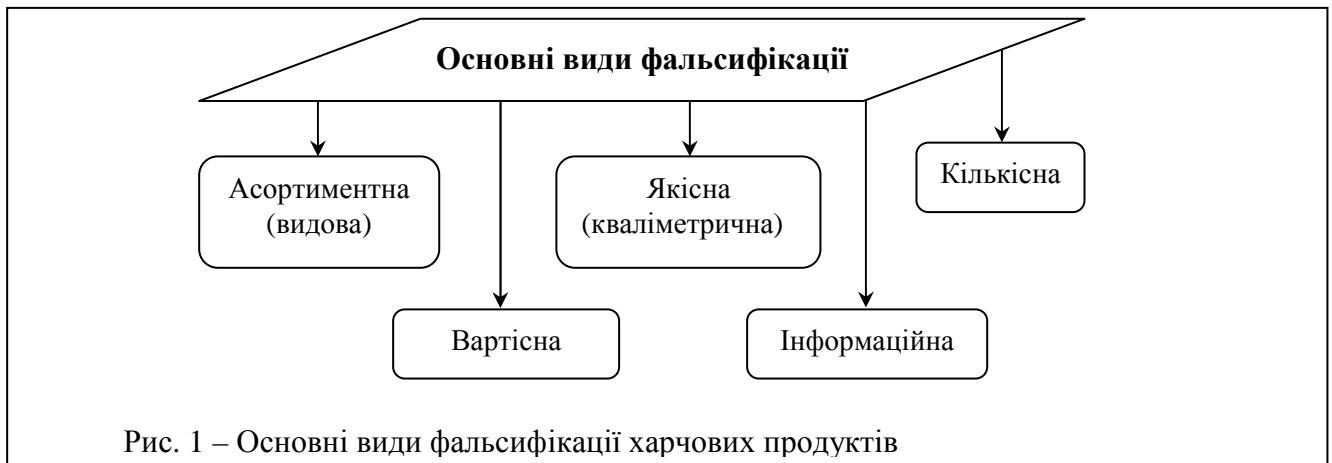 Основні види фальсифікації
Асортиментна
(видова)
Якісна
(кваліметрична)
Кількісна
Вартісна
Інформаційна
Рис. 1 – Основні види фальсифікації харчових продуктів